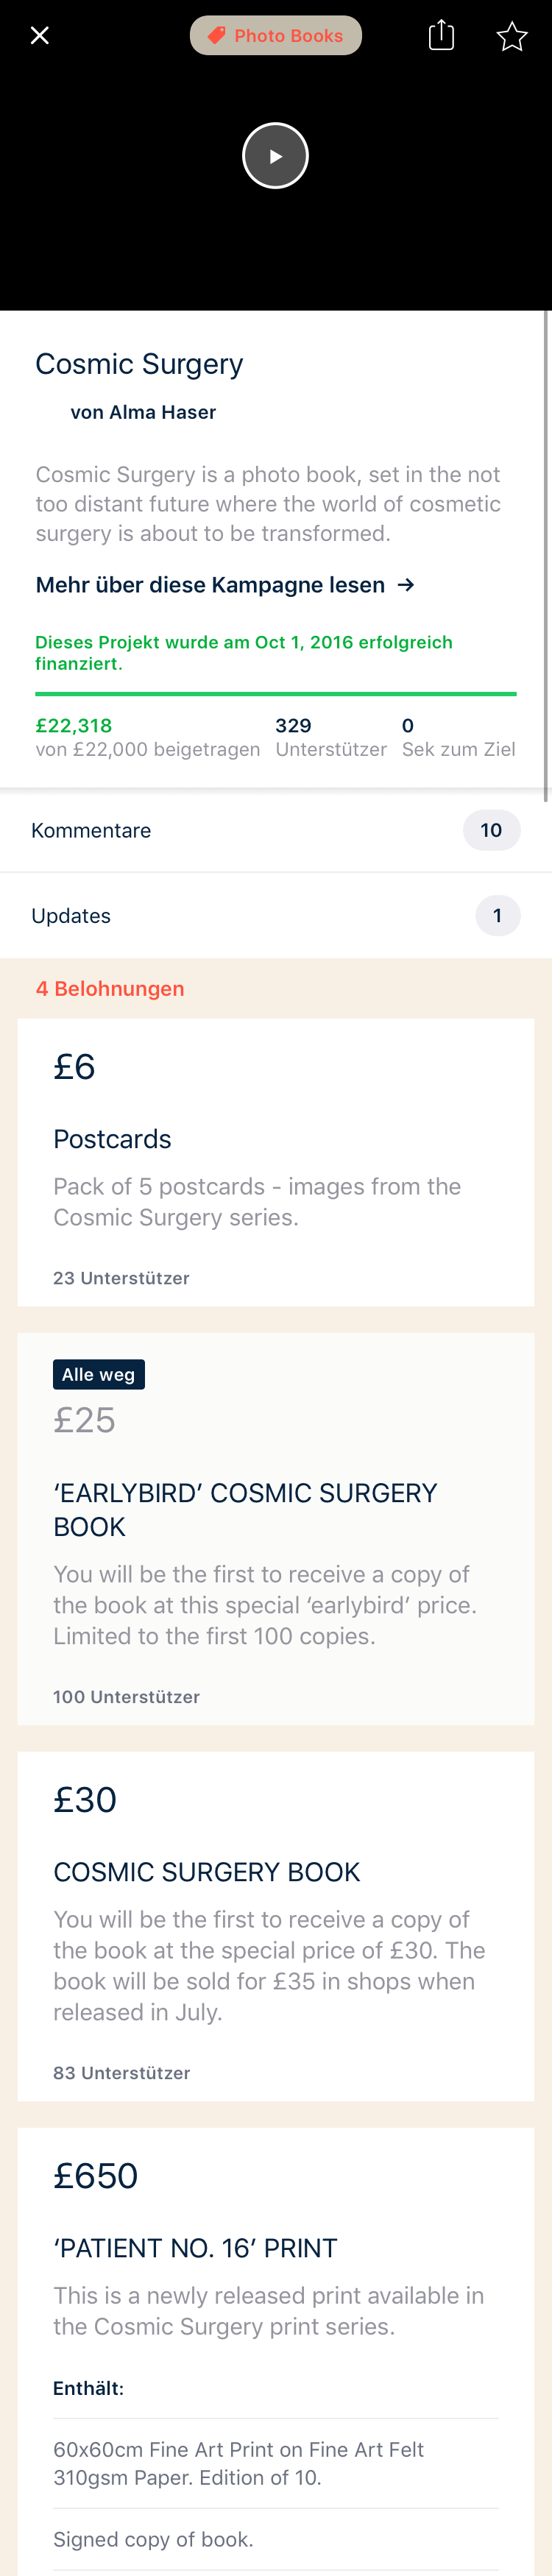 Photo Books
Cosmic Surgery
von Alma Haser
Cosmic Surgery is a photo book, set in the not
too distant future where the world of cosmetic
surgery is about to be transformed.
Mehr über diese Kampagne lesen →
Dieses Projekt wurde am Oct 1, 2016 erfolgreich
finanziert.
£22,318 329 0
von £22,000 beigetragen Unterstützer Sek zum Ziel
Kommentare 10
Updates 1
4 Belohnungen
£6
Postcards
Pack of 5 postcards - images from the
Cosmic Surgery series.
23 Unterstützer
Alle weg
£25
‘EARLYBIRD’ COSMIC SURGERY
BOOK
You will be the first to receive a copy of
the book at this special ‘earlybird’ price.
Limited to the first 100 copies.
100 Unterstützer
£30
COSMIC SURGERY BOOK
You will be the first to receive a copy of
the book at the special price of £30. The
book will be sold for £35 in shops when
released in July.
83 Unterstützer
£650
‘PATIENT NO. 16’ PRINT
This is a newly released print available in
the Cosmic Surgery print series.
Enthält:
60x60cm Fine Art Print on Fine Art Felt
310gsm Paper. Edition of 10.
Signed copy of book.